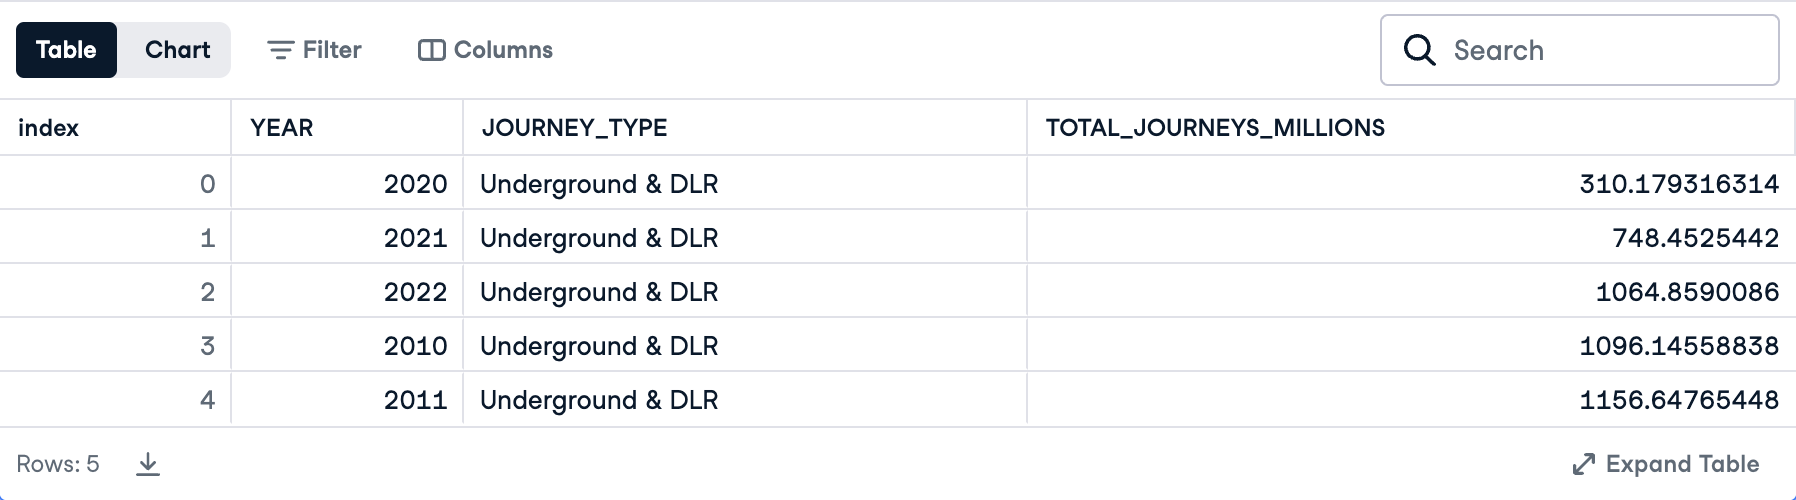 Table Chart Filter Columns Search
index YEAR JOURNEY_TYPE TOTAL_JOURNEYS_MILLIONS
0 2020 Underground & DLR 310.179316314
1 2021 Underground & DLR 748.4525442
2 2022 Underground & DLR 1064.8590086
3 2010 Underground & DLR 1096.14558838
4 2011 Underground & DLR 1156.64765448
Rows: 5 Expand Table